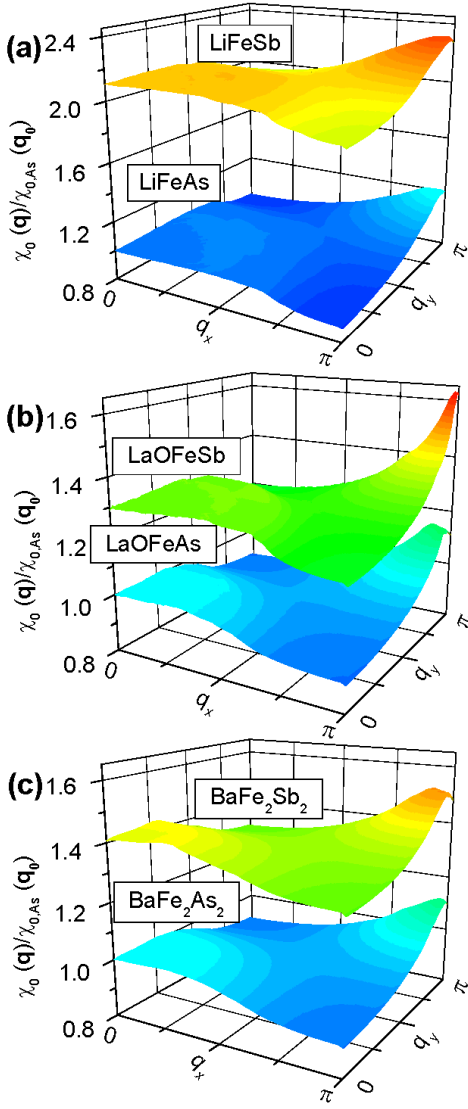 (a)
2.4
2.0
1.6
1.2
0.8
χ₀ (q)/χ₀,As (q₀)
LiFeSb
LiFeAs
0
qₓ
π
0
q_y
π
(b)
1.6
1.4
1.2
1.0
0.8
χ₀ (q)/χ₀,As (q₀)
LaOFeSb
LaOFeAs
0
qₓ
π
0
q_y
π
(c)
1.6
1.4
1.2
1.0
0.8
χ₀ (q)/χ₀,As (q₀)
BaFe₂Sb₂
BaFe₂As₂
0
qₓ
π
0
q_y
π